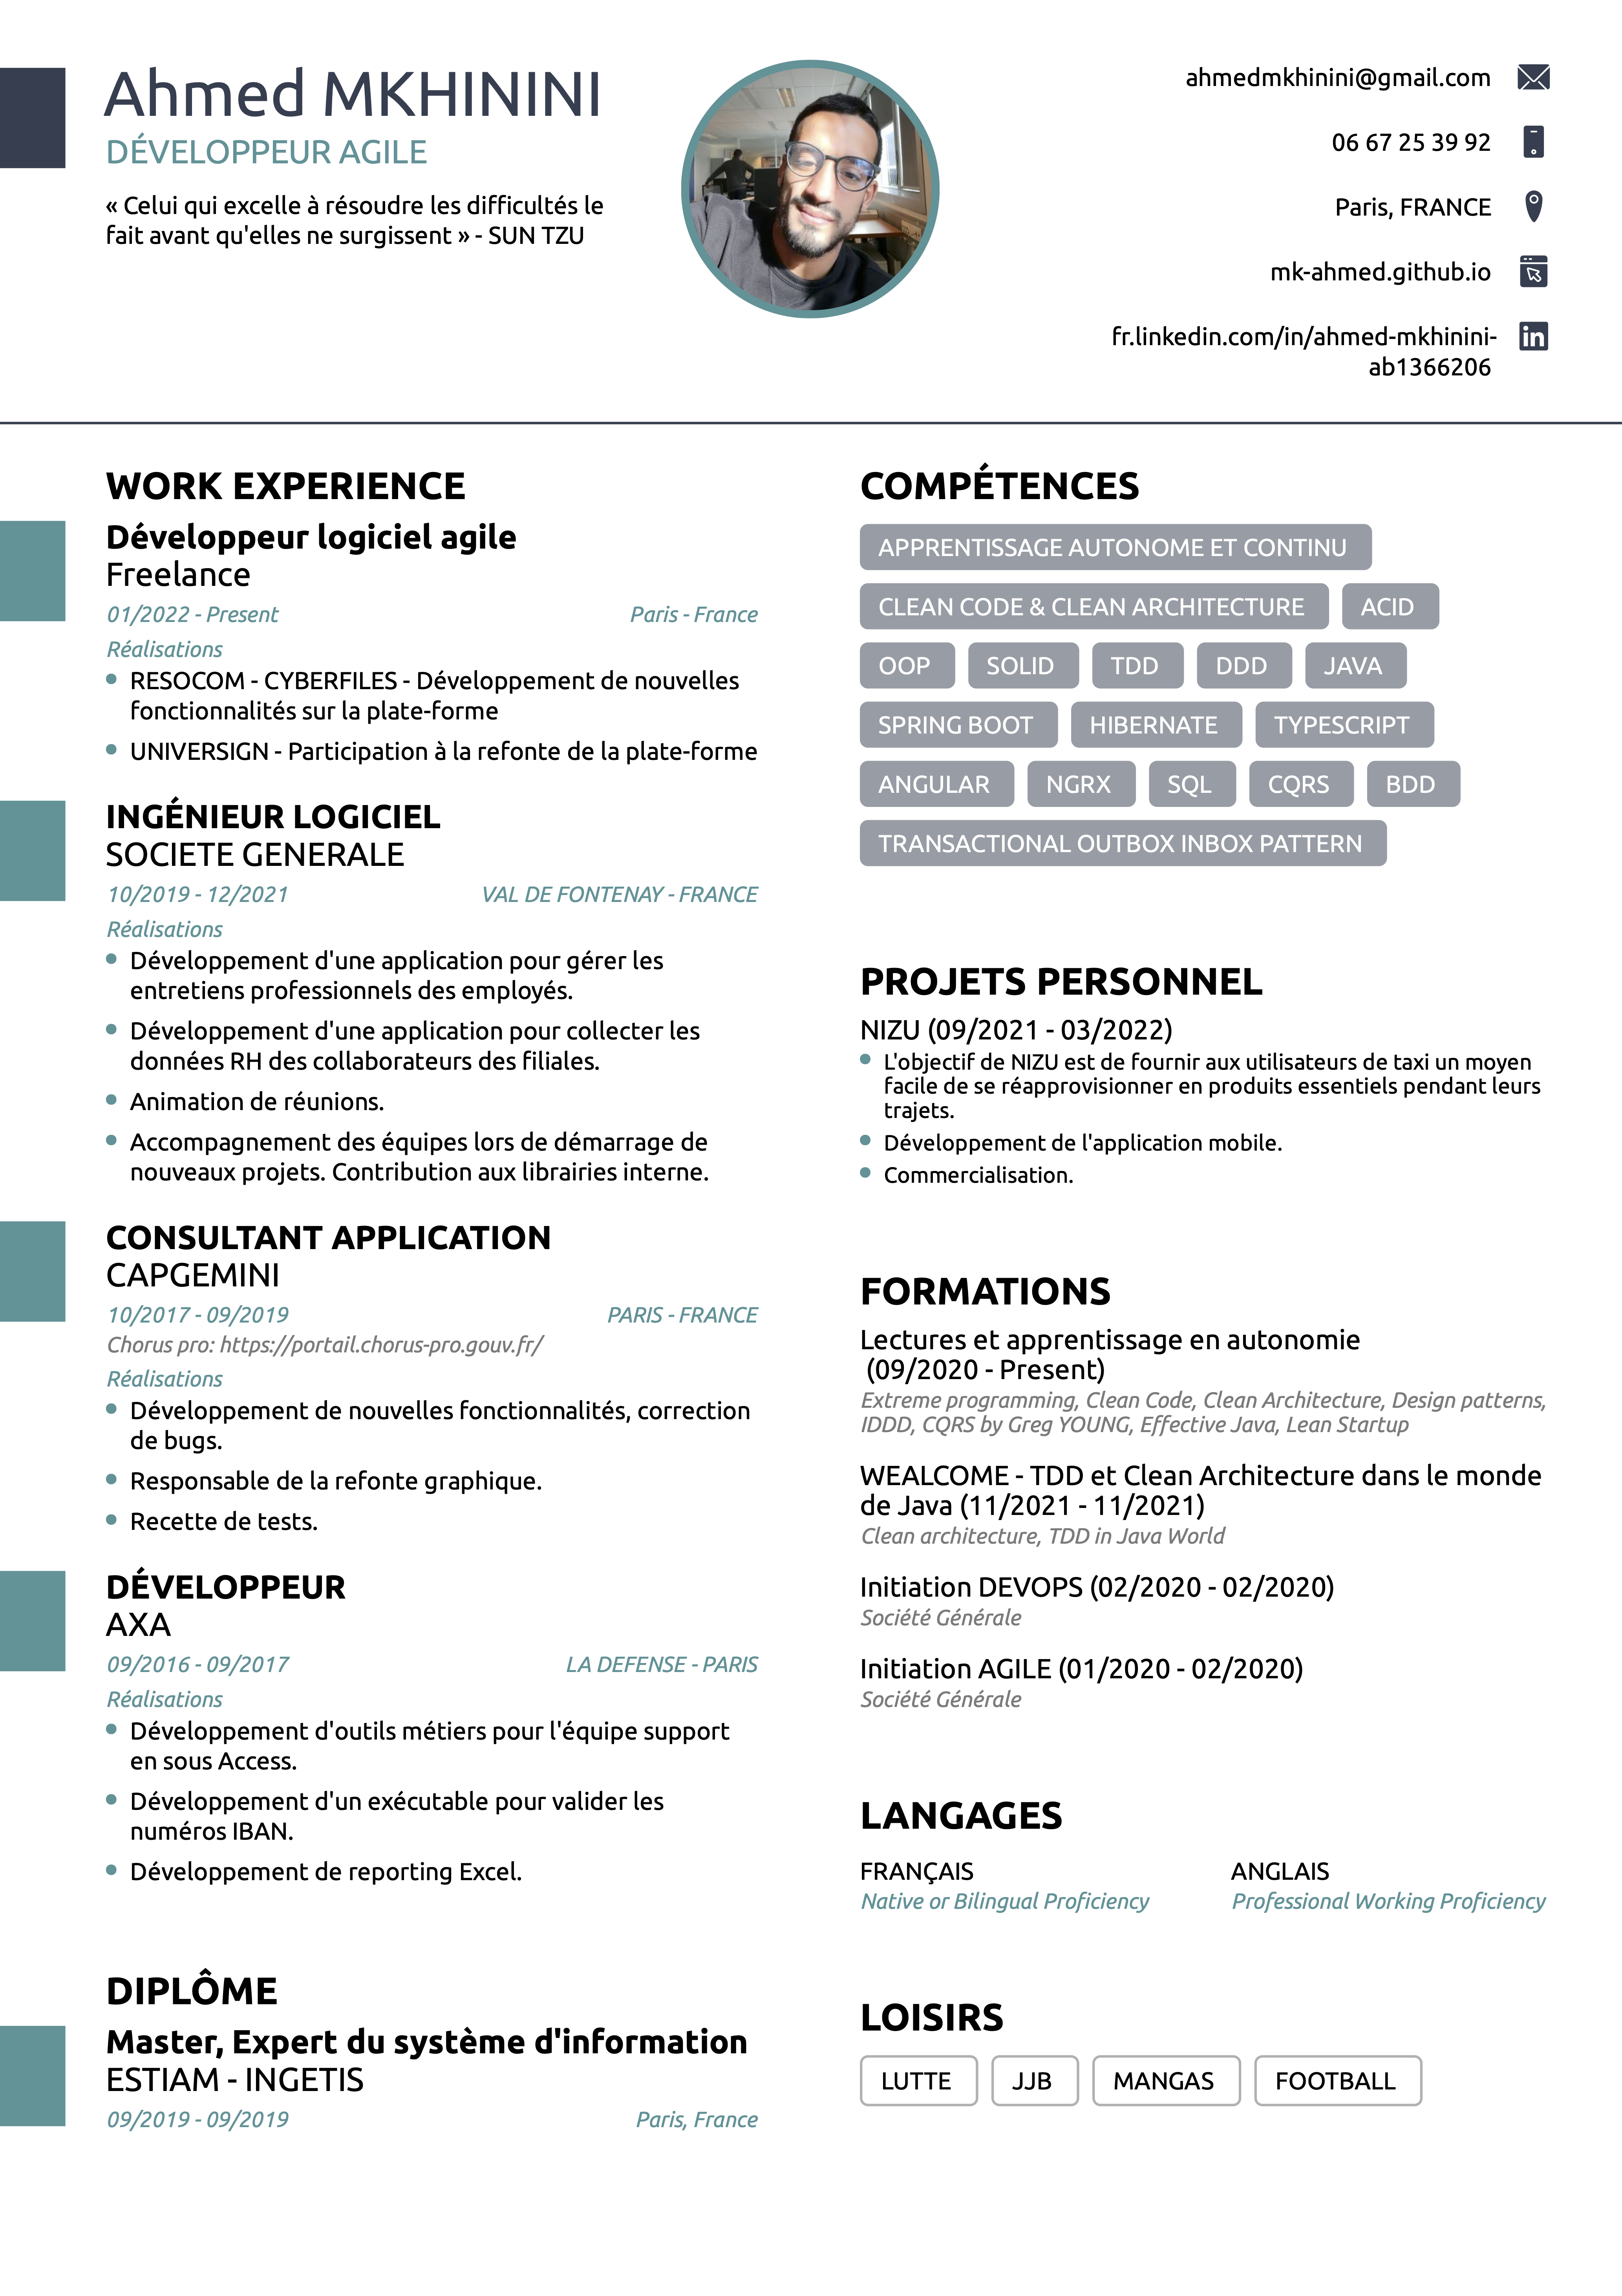 Ahmed MKHININI
DÉVELOPPEUR AGILE
« Celui qui excelle à résoudre les difficultés le
fait avant qu'elles ne surgissent » - SUN TZU
ahmedmkhinini@gmail.com
06 67 25 39 92
Paris, FRANCE
mk-ahmed.github.io
fr.linkedin.com/in/ahmed-mkhinini-
ab1366206
WORK EXPERIENCE
Développeur logiciel agile
Freelance
01/2022 - Present Paris - France
Réalisations
RESOCOM - CYBERFILES - Développement de nouvelles
fonctionnalités sur la plate-forme
UNIVERSIGN - Participation à la refonte de la plate-forme
INGÉNIEUR LOGICIEL
SOCIETE GENERALE
10/2019 - 12/2021 VAL DE FONTENAY - FRANCE
Réalisations
Développement d'une application pour gérer les
entretiens professionnels des employés.
Développement d'une application pour collecter les
données RH des collaborateurs des filiales.
Animation de réunions.
Accompagnement des équipes lors de démarrage de
nouveaux projets. Contribution aux librairies interne.
CONSULTANT APPLICATION
CAPGEMINI
10/2017 - 09/2019 PARIS - FRANCE
Chorus pro: https://portail.chorus-pro.gouv.fr/
Réalisations
Développement de nouvelles fonctionnalités, correction
de bugs.
Responsable de la refonte graphique.
Recette de tests.
DÉVELOPPEUR
AXA
09/2016 - 09/2017 LA DEFENSE - PARIS
Réalisations
Développement d'outils métiers pour l'équipe support
en sous Access.
Développement d'un exécutable pour valider les
numéros IBAN.
Développement de reporting Excel.
DIPLÔME
Master, Expert du système d'information
ESTIAM - INGETIS
09/2019 - 09/2019 Paris, France
COMPÉTENCES
APPRENTISSAGE AUTONOME ET CONTINU
CLEAN CODE & CLEAN ARCHITECTURE ACID
OOP SOLID TDD DDD JAVA
SPRING BOOT HIBERNATE TYPESCRIPT
ANGULAR NGRX SQL CQRS BDD
TRANSACTIONAL OUTBOX INBOX PATTERN
PROJETS PERSONNEL
NIZU (09/2021 - 03/2022)
L'objectif de NIZU est de fournir aux utilisateurs de taxi un moyen
facile de se réapprovisionner en produits essentiels pendant leurs
trajets.
Développement de l'application mobile.
Commercialisation.
FORMATIONS
Lectures et apprentissage en autonomie
(09/2020 - Present)
Extreme programming, Clean Code, Clean Architecture, Design patterns,
IDDD, CQRS by Greg YOUNG, Effective Java, Lean Startup
WEALCOME - TDD et Clean Architecture dans le monde
de Java (11/2021 - 11/2021)
Clean architecture, TDD in Java World
Initiation DEVOPS (02/2020 - 02/2020)
Société Générale
Initiation AGILE (01/2020 - 02/2020)
Société Générale
LANGAGES
FRANÇAIS ANGLAIS
Native or Bilingual Proficiency Professional Working Proficiency
LOISIRS
LUTTE JJB MANGAS FOOTBALL